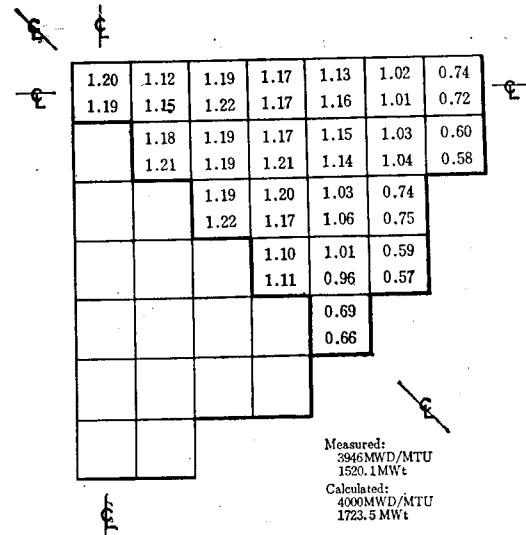 1.20 1.12 1.19 1.17 1.13 1.02 0.74
1.19 1.15 1.22 1.17 1.16 1.01 0.72
1.18 1.19 1.17 1.15 1.03 0.60
1.21 1.19 1.21 1.14 1.04 0.58
1.19 1.20 1.03 0.74
1.22 1.17 1.06 0.75
1.10 1.01 0.59
1.11 0.96 0.57
0.69
0.66
Measured:
3946MWD/MTU
1520.1MWt
Calculated:
4000MWD/MTU
1723.5 MWt